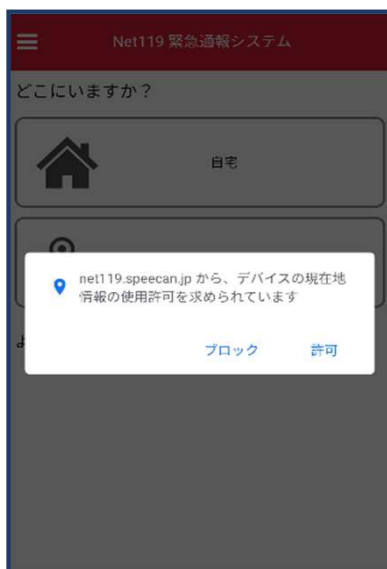 Net119 緊急通報システム
どこにいますか？
自宅
net119.speecan.jp から、デバイスの現在地
情報の使用許可を求められています
ブロック
許可